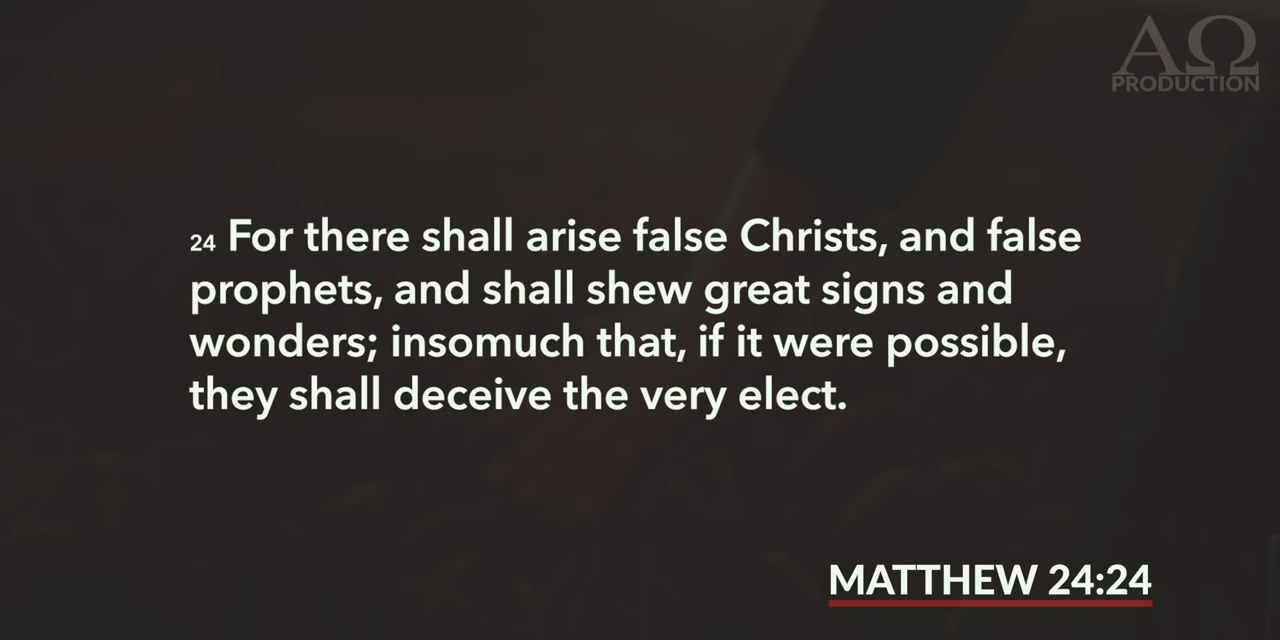 ΑΩ
PRODUCTION
24 For there shall arise false Christs, and false
prophets, and shall shew great signs and
wonders; insomuch that, if it were possible,
they shall deceive the very elect.
MATTHEW 24:24